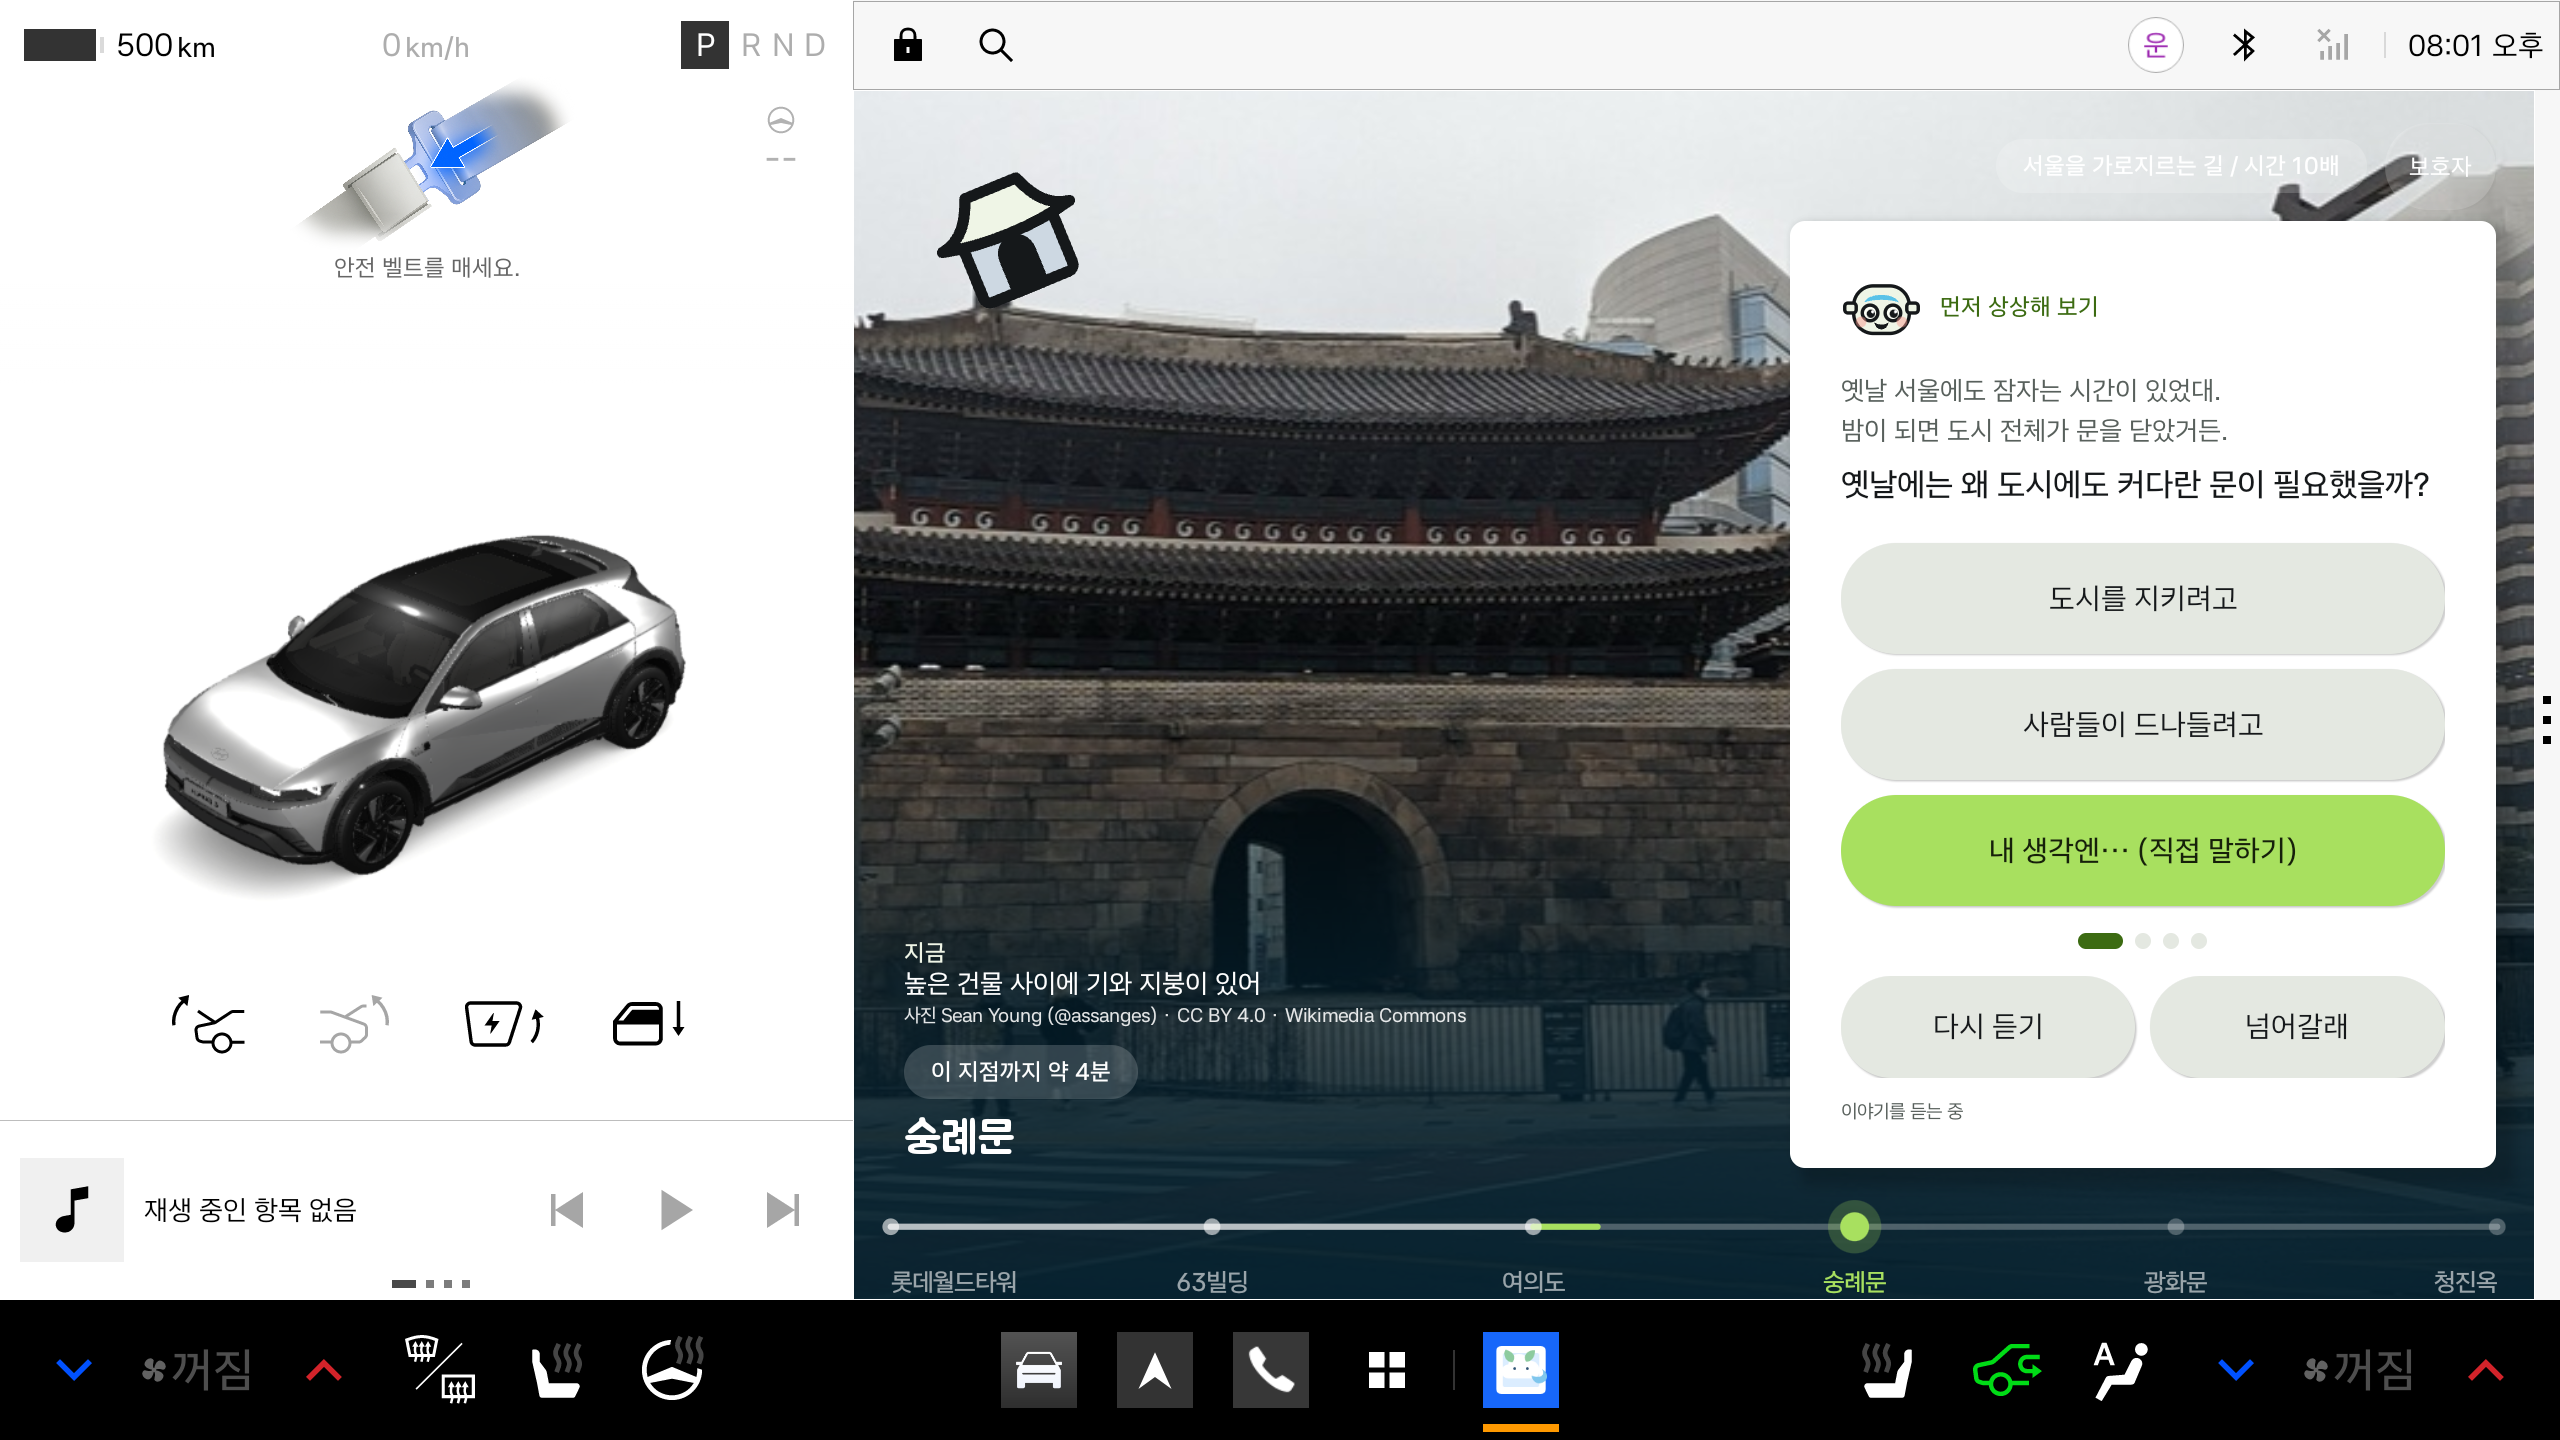 500 km
0 km/h
P R N D
안전 벨트를 매세요.
재생 중인 항목 없음
운
08:01 오후
서울을 가로지르는 길 / 시간 10배
보호자
먼저 상상해 보기
옛날 서울에도 잠자는 시간이 있었대.
밤이 되면 도시 전체가 문을 닫았거든.
옛날에는 왜 도시에도 커다란 문이 필요했을까?
도시를 지키려고
사람들이 드나들려고
내 생각엔… (직접 말하기)
다시 듣기
넘어갈래
이야기를 듣는 중
지금
높은 건물 사이에 기와 지붕이 있어
사진 Sean Young (@assanges) · CC BY 4.0 · Wikimedia Commons
이 지점까지 약 4분
숭례문
롯데월드타워
63빌딩
여의도
숭례문
광화문
청진옥
꺼짐
A
꺼짐